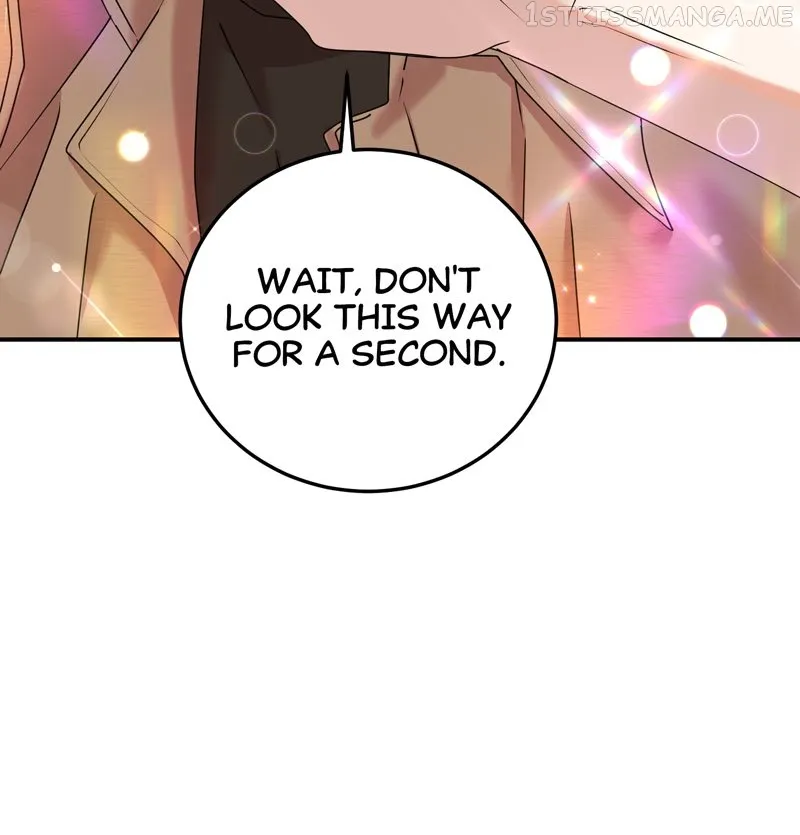 1STKISSMANGA.ME
WAIT, DON'T
LOOK THIS WAY
FOR A SECOND.